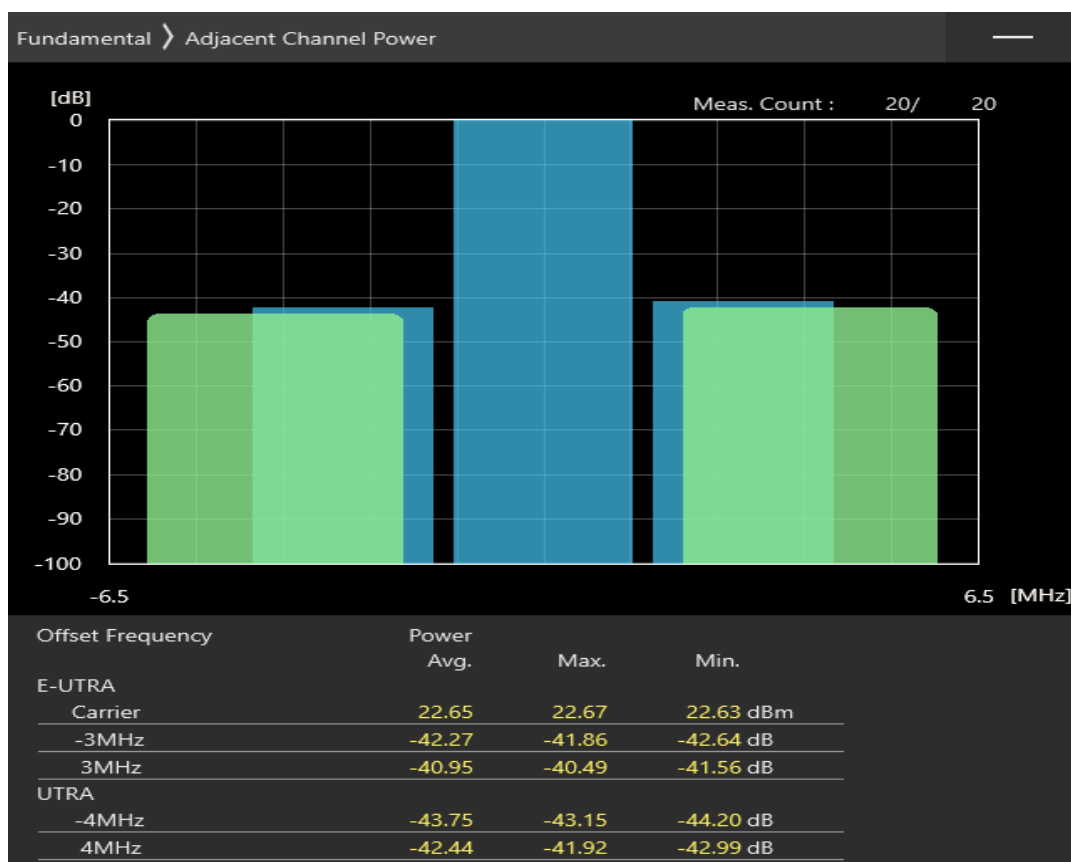 Fundamental 〉 Adjacent Channel Power
[dB]
Meas. Count : 20/ 20
0
-10
-20
-30
-40
-50
-60
-70
-80
-90
-100
-6.5 6.5 [MHz]
Offset Frequency Power
Avg. Max. Min.
E-UTRA
Carrier 22.65 22.67 22.63 dBm
-3MHz -42.27 -41.86 -42.64 dB
3MHz -40.95 -40.49 -41.56 dB
UTRA
-4MHz -43.75 -43.15 -44.20 dB
4MHz -42.44 -41.92 -42.99 dB